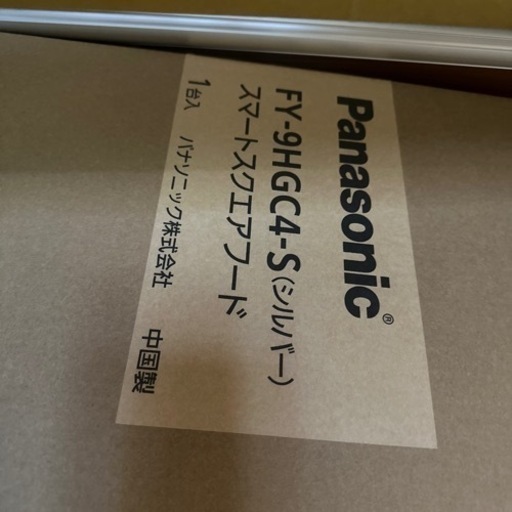 Panasonic®
FY-9HGC4-S(シルバー)
スマートスクエアフード
1台入 パナソニック株式会社 中国製